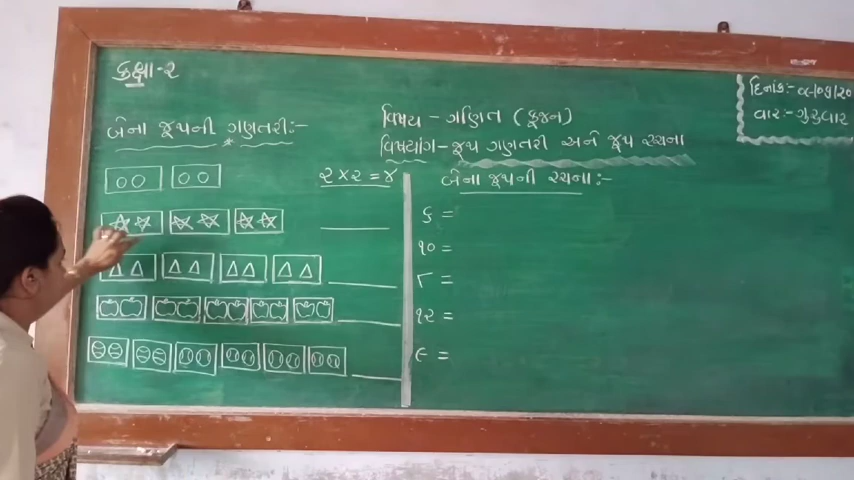 કક્ષા-૨
દિનાંક:-
વાર:- ગુરુવાર
વિષય - ગણિત (કૂજન)
વિષયાંગ- જૂથ ગણતરી અને જૂથ રચના
બેના જૂથની ગણતરી:-
૨ × ૨ = ૪
બેના જૂથની રચના:-
૬ =
૧૦ =
૮ =
૧૨ =
૯ =